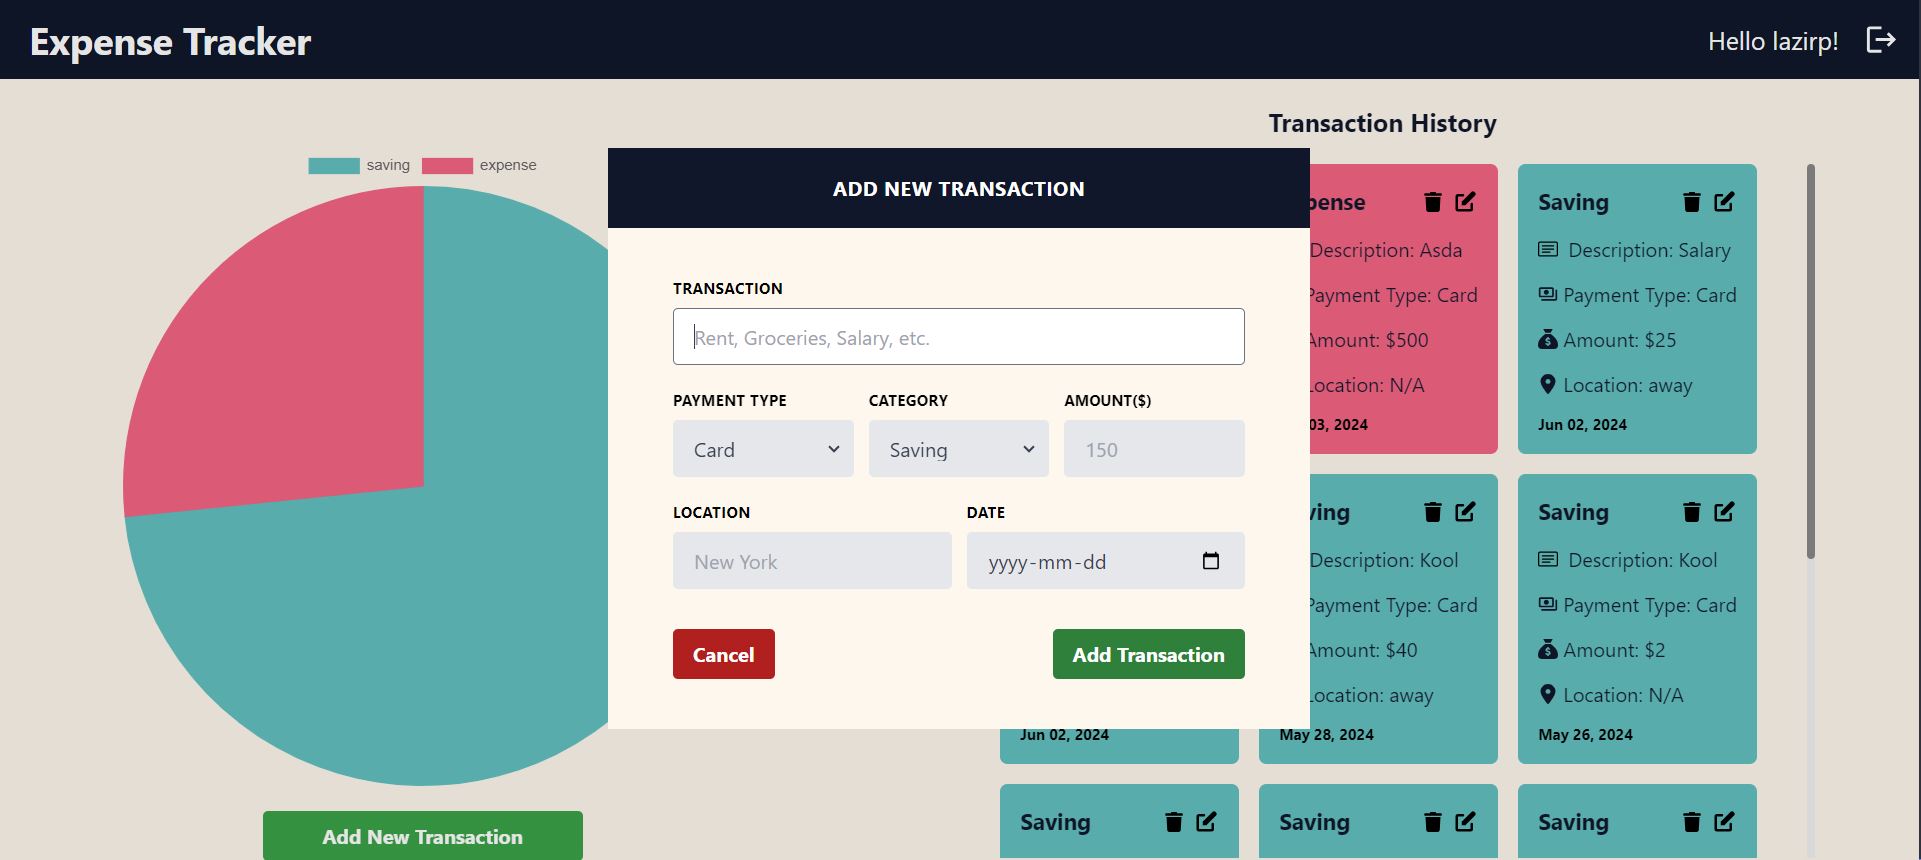 Expense Tracker
Hello lazirp!
Transaction History
saving
expense
ADD NEW TRANSACTION
TRANSACTION
Rent, Groceries, Salary, etc.
PAYMENT TYPE
CATEGORY
AMOUNT($)
Card
Saving
150
LOCATION
DATE
New York
yyyy-mm-dd
Cancel
Add Transaction
pense
Description: Asda
Payment Type: Card
Amount: $500
Location: N/A
03, 2024
Saving
Description: Salary
Payment Type: Card
Amount: $25
Location: away
Jun 02, 2024
Jun 02, 2024
ving
Description: Kool
Payment Type: Card
Amount: $40
Location: away
May 28, 2024
Saving
Description: Kool
Payment Type: Card
Amount: $2
Location: N/A
May 26, 2024
Saving
Saving
Saving
Add New Transaction